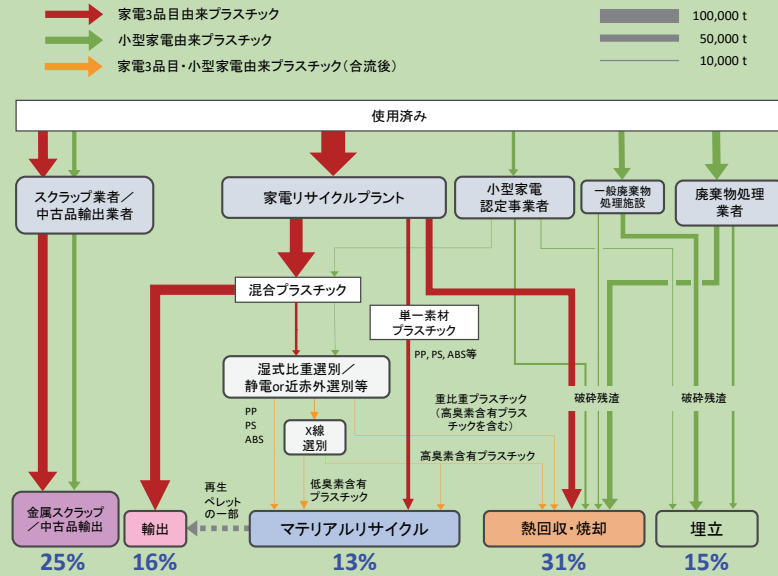 家電3品目由来プラスチック
小型家電由来プラスチック
家電3品目・小型家電由来プラスチック(合流後)
100,000 t
50,000 t
10,000 t
使用済み
スクラップ業者／
中古品輸出業者
家電リサイクルプラント
小型家電
認定事業者
一般廃棄物
処理施設
廃棄物処理
業者
混合プラスチック
単一素材
プラスチック
PP, PS, ABS等
湿式比重選別／
静電or近赤外選別等
PP
PS
ABS
X線
選別
重比重プラスチック
(高臭素含有プラス
チックを含む)
破砕残渣
破砕残渣
高臭素含有プラスチック
低臭素含有
プラスチック
再生
ペレット
の一部
金属スクラップ
／中古品輸出
輸出
マテリアルリサイクル
熱回収・焼却
埋立
25%
16%
13%
31%
15%